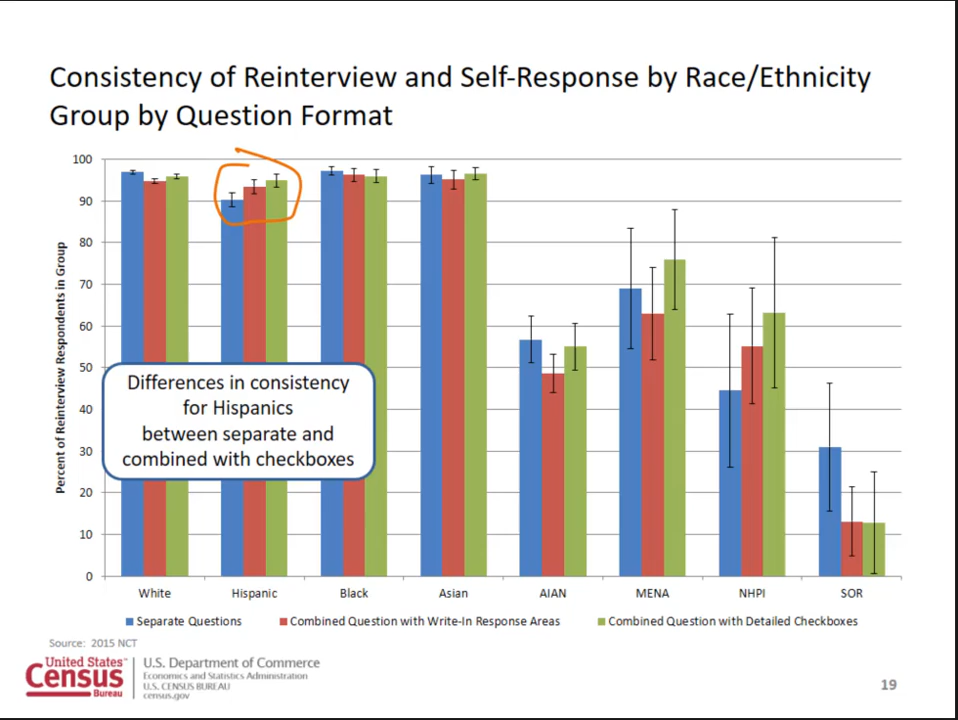 Consistency of Reinterview and Self-Response by Race/Ethnicity
Group by Question Format
Percent of Reinterview Respondents in Group
100
90
80
70
60
50
40
30
20
10
0
Differences in consistency
for Hispanics
between separate and
combined with checkboxes
White Hispanic Black Asian AIAN MENA NHPI SOR
Separate Questions Combined Question with Write-In Response Areas Combined Question with Detailed Checkboxes
Source: 2015 NCT
United States™
Census
Bureau
U.S. Department of Commerce
Economics and Statistics Administration
U.S. CENSUS BUREAU
census.gov
19